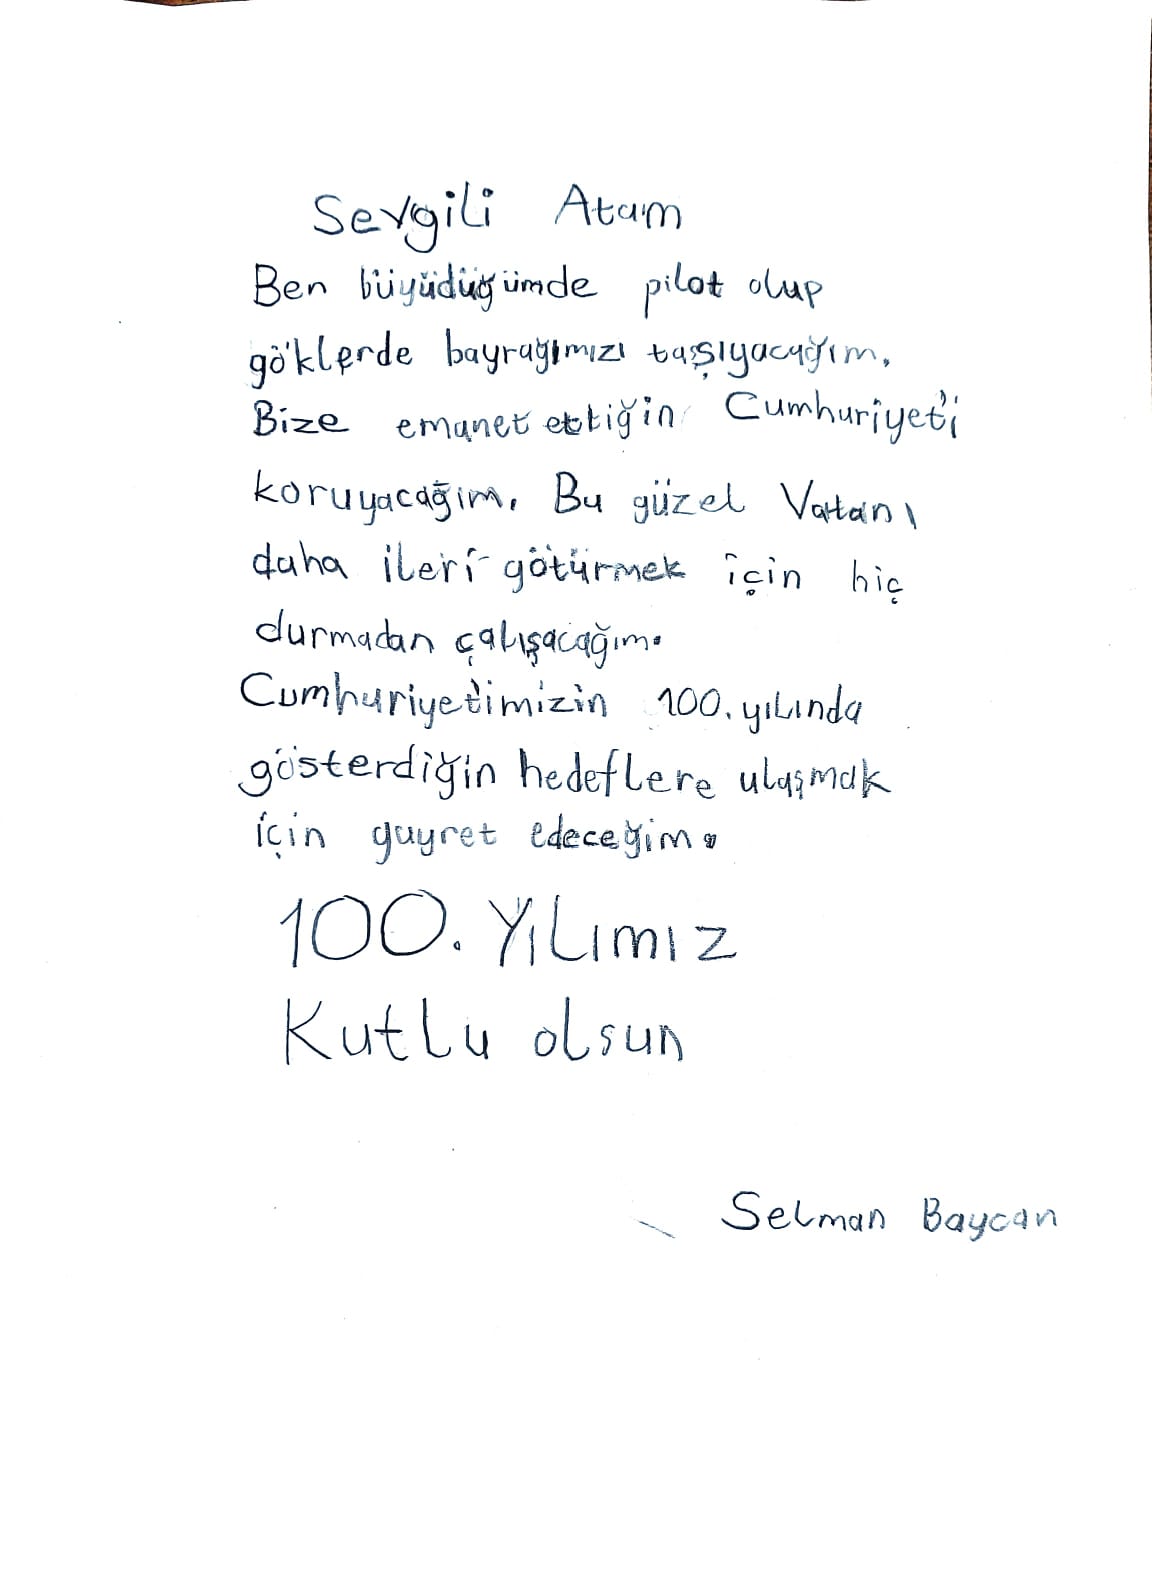 Sevgili Atam
Ben büyüdüğümde pilot olup
göklerde bayrağımızı taşıyacağım.
Bize emanet ettiğin Cumhuriyet'i
koruyacağım. Bu güzel Vatanı
daha ileri götürmek için hiç
durmadan çalışacağım.
Cumhuriyetimizin 100. yılında
gösterdiğin hedeflere ulaşmak
için gayret edeceğim.
100. Yılımız
Kutlu olsun
Selman Baycan